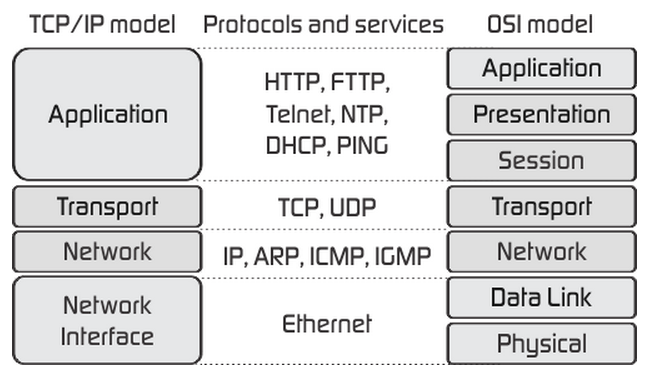 TCP/IP model Protocols and services OSI model
Application
HTTP, FTTP,
Telnet, NTP,
DHCP, PING
Application
Presentation
Session
Transport TCP, UDP Transport
Network IP, ARP, ICMP, IGMP Network
Network
Interface
Ethernet
Data Link
Physical